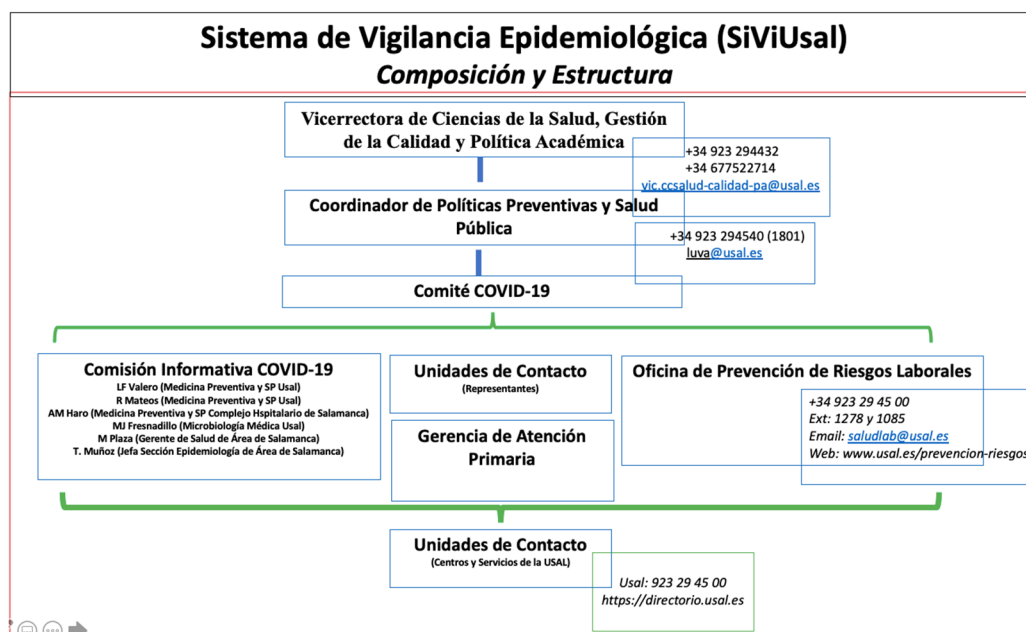 Sistema de Vigilancia Epidemiológica (SiViUsal)
Composición y Estructura
Vicerrectora de Ciencias de la Salud, Gestión
de la Calidad y Política Académica
+34 923 294432
+34 677522714
vic.ccsalud-calidad-pa@usal.es
Coordinador de Políticas Preventivas y Salud
Pública
+34 923 294540 (1801)
luva@usal.es
Comité COVID-19
Comisión Informativa COVID-19
LF Valero (Medicina Preventiva y SP Usal)
R Mateos (Medicina Preventiva y SP Usal)
AM Haro (Medicina Preventiva y SP Complejo Hspitalario de Salamanca)
MJ Fresnadillo (Microbiología Médica Usal)
M Plaza (Gerente de Salud de Área de Salamanca)
T. Muñoz (Jefa Sección Epidemiología de Área de Salamanca)
Unidades de Contacto
(Representantes)
Gerencia de Atención
Primaria
Oficina de Prevención de Riesgos Laborales
+34 923 29 45 00
Ext: 1278 y 1085
Email: saludlab@usal.es
Web: www.usal.es/prevencion-riesgos
Unidades de Contacto
(Centros y Servicios de la USAL)
Usal: 923 29 45 00
https://directorio.usal.es